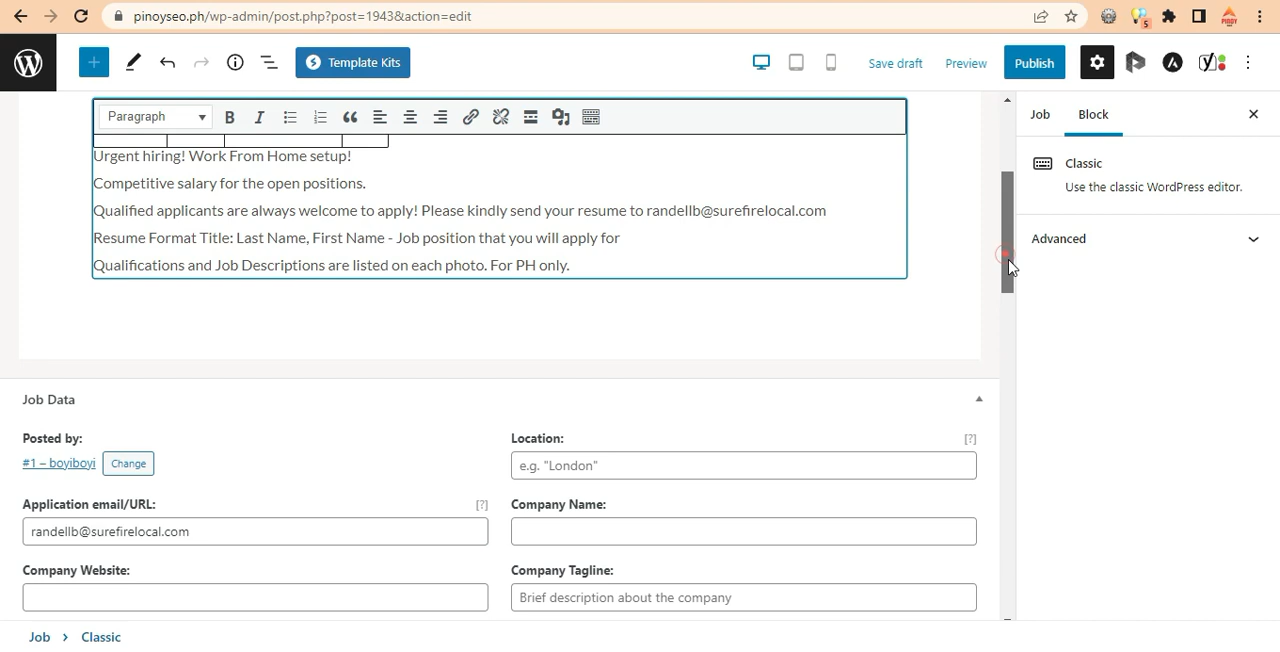 pinoyseo.ph/wp-admin/post.php?post=1943&action=edit
5
PINOY
Template Kits
Save draft
Preview
Publish
Paragraph
Urgent hiring! Work From Home setup!
Competitive salary for the open positions.
Qualified applicants are always welcome to apply! Please kindly send your resume to randellb@surefirelocal.com
Resume Format Title: Last Name, First Name - Job position that you will apply for
Qualifications and Job Descriptions are listed on each photo. For PH only.
Job
Block
Classic
Use the classic WordPress editor.
Advanced
Job Data
Posted by:
#1 – boyiboyi
Change
Location:
[?]
e.g. "London"
Application email/URL:
[?]
randellb@surefirelocal.com
Company Name:
Company Website:
Company Tagline:
Brief description about the company
Job > Classic